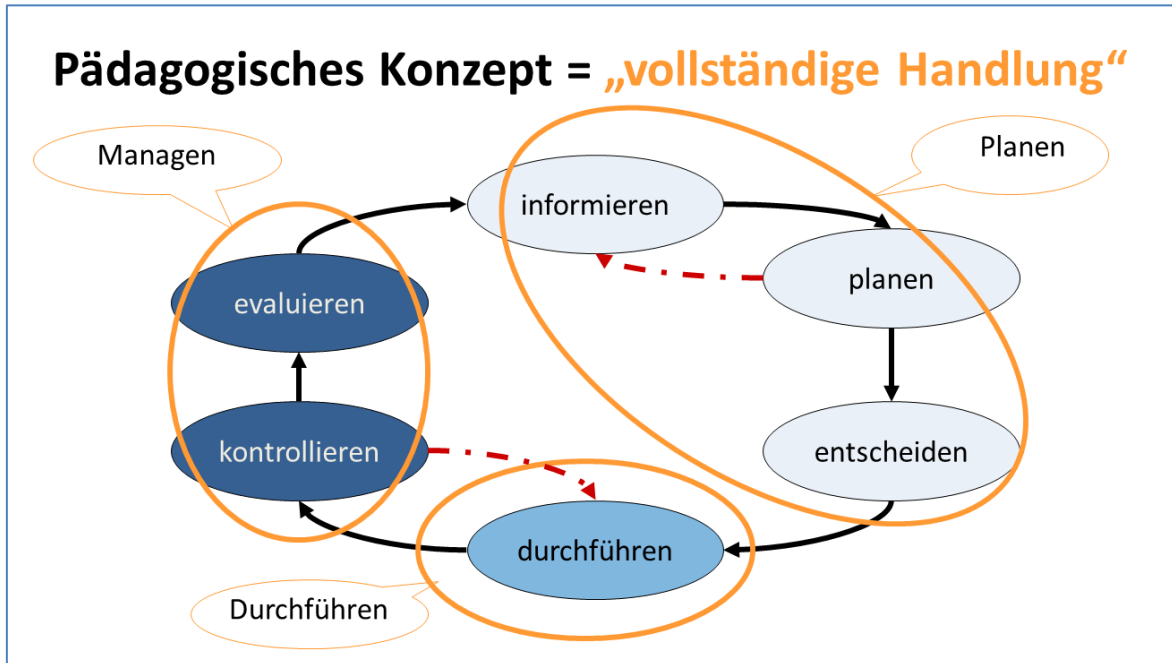 Pädagogisches Konzept = „vollständige Handlung“
Managen
Planen
informieren
planen
evaluieren
kontrollieren
entscheiden
durchführen
Durchführen